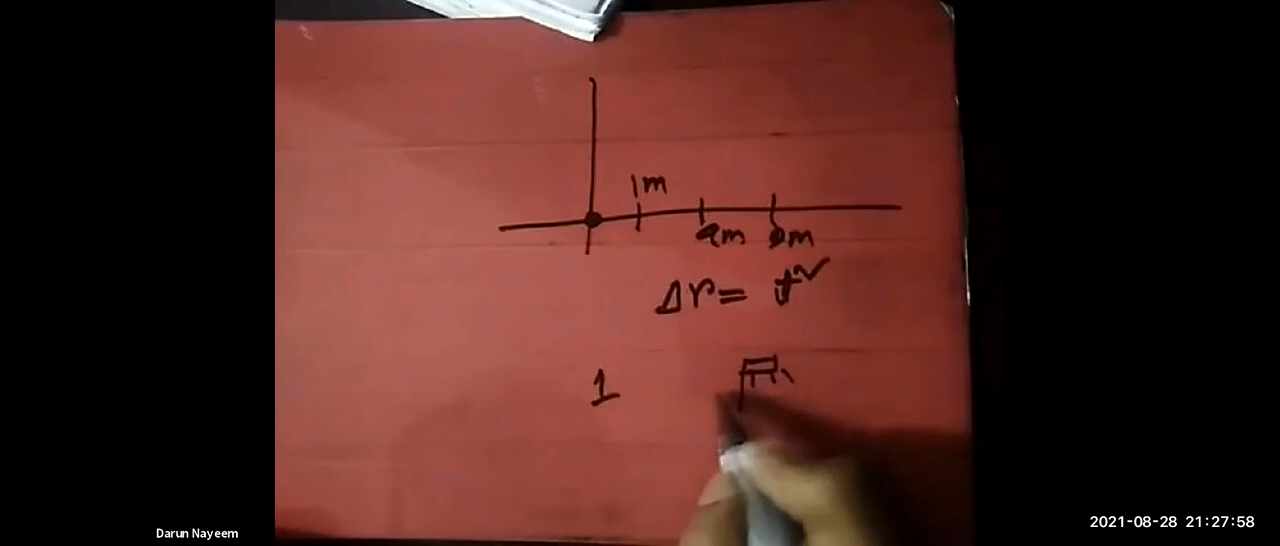 1m
2m 3m
Δr = t²
1
Darun Nayeem
2021-08-28 21:27:58